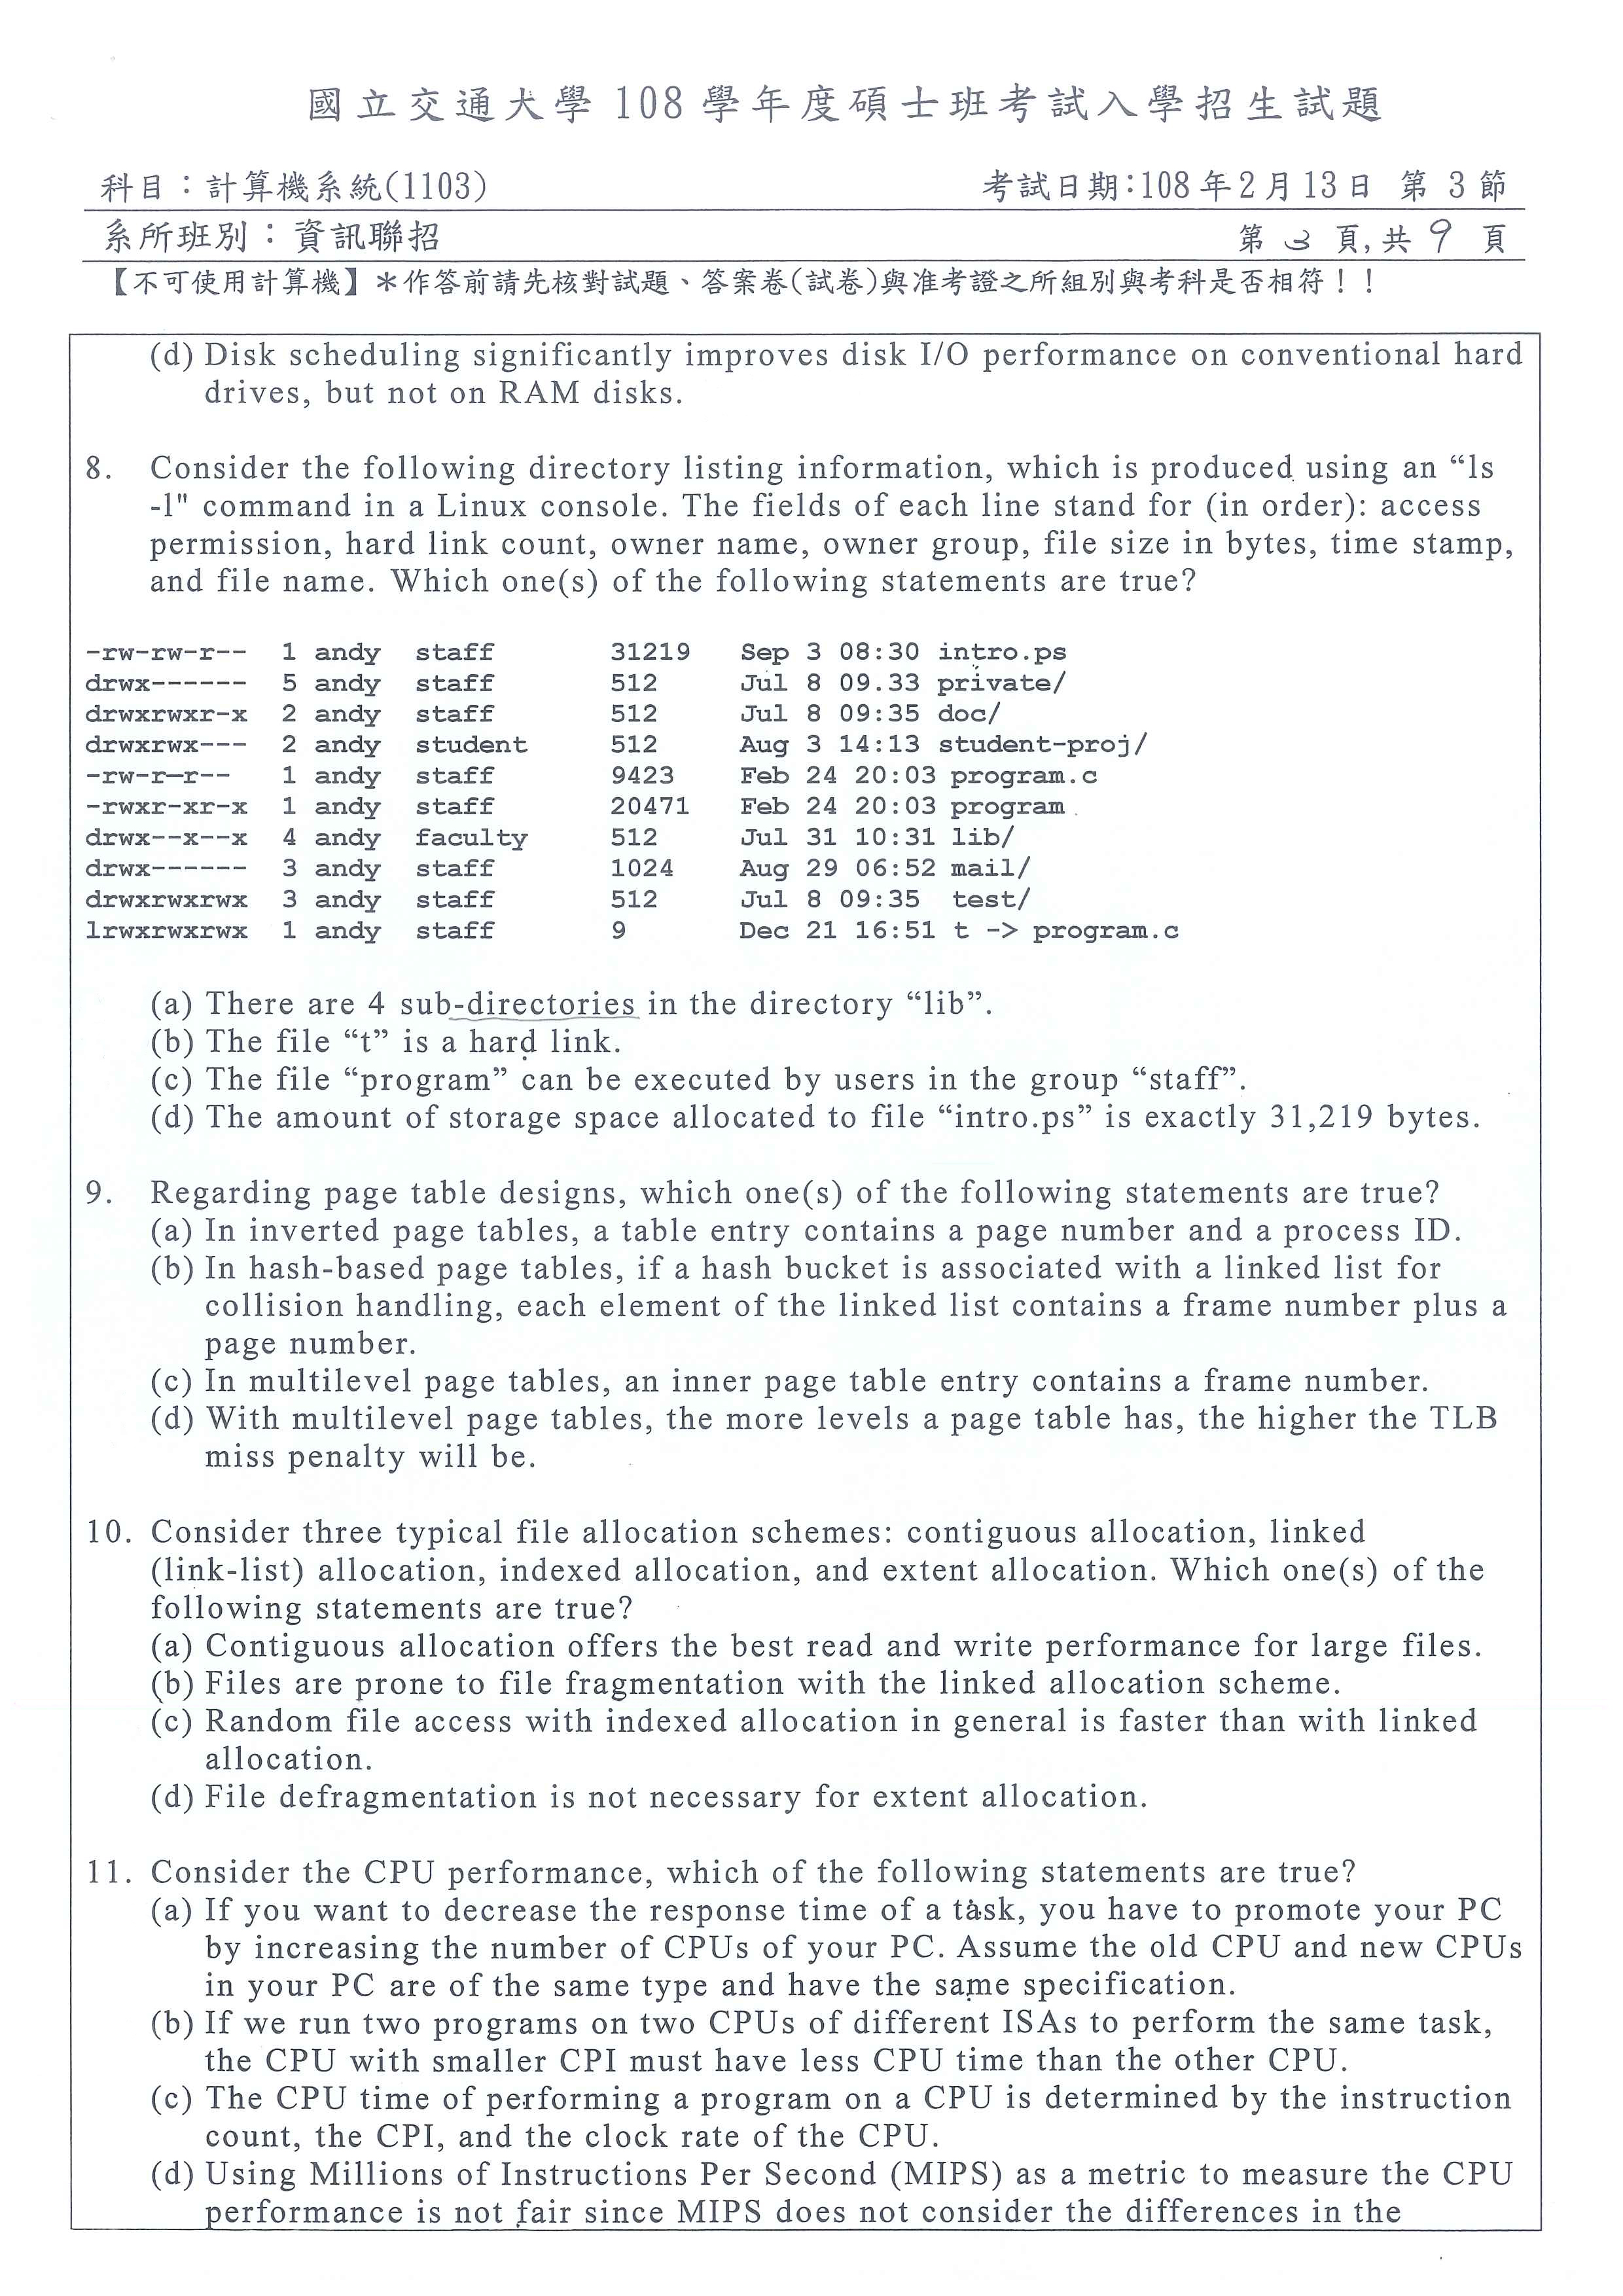 國立交通大學 108 學年度碩士班考試入學招生試題
科目：計算機系統(1103)
考試日期:108 年 2 月 13 日 第 3 節
系所班別：資訊聯招
第 3 頁, 共 9 頁
【不可使用計算機】＊作答前請先核對試題、答案卷(試卷)與准考證之所組別與考科是否相符！！
(d) Disk scheduling significantly improves disk I/O performance on conventional hard
drives, but not on RAM disks.
8. Consider the following directory listing information, which is produced using an “ls
-l" command in a Linux console. The fields of each line stand for (in order): access
permission, hard link count, owner name, owner group, file size in bytes, time stamp,
and file name. Which one(s) of the following statements are true?
-rw-rw-r-- 1 andy staff 31219 Sep 3 08:30 intro.ps
drwx------ 5 andy staff 512 Jul 8 09.33 private/
drwxrwxr-x 2 andy staff 512 Jul 8 09:35 doc/
drwxrwx--- 2 andy student 512 Aug 3 14:13 student-proj/
-rw-r—r-- 1 andy staff 9423 Feb 24 20:03 program.c
-rwxr-xr-x 1 andy staff 20471 Feb 24 20:03 program
drwx--x--x 4 andy faculty 512 Jul 31 10:31 lib/
drwx------ 3 andy staff 1024 Aug 29 06:52 mail/
drwxrwxrwx 3 andy staff 512 Jul 8 09:35 test/
lrwxrwxrwx 1 andy staff 9 Dec 21 16:51 t -> program.c
(a) There are 4 sub-directories in the directory “lib”.
(b) The file “t” is a hard link.
(c) The file “program” can be executed by users in the group “staff”.
(d) The amount of storage space allocated to file “intro.ps” is exactly 31,219 bytes.
9. Regarding page table designs, which one(s) of the following statements are true?
(a) In inverted page tables, a table entry contains a page number and a process ID.
(b) In hash-based page tables, if a hash bucket is associated with a linked list for
collision handling, each element of the linked list contains a frame number plus a
page number.
(c) In multilevel page tables, an inner page table entry contains a frame number.
(d) With multilevel page tables, the more levels a page table has, the higher the TLB
miss penalty will be.
10. Consider three typical file allocation schemes: contiguous allocation, linked
(link-list) allocation, indexed allocation, and extent allocation. Which one(s) of the
following statements are true?
(a) Contiguous allocation offers the best read and write performance for large files.
(b) Files are prone to file fragmentation with the linked allocation scheme.
(c) Random file access with indexed allocation in general is faster than with linked
allocation.
(d) File defragmentation is not necessary for extent allocation.
11. Consider the CPU performance, which of the following statements are true?
(a) If you want to decrease the response time of a task, you have to promote your PC
by increasing the number of CPUs of your PC. Assume the old CPU and new CPUs
in your PC are of the same type and have the same specification.
(b) If we run two programs on two CPUs of different ISAs to perform the same task,
the CPU with smaller CPI must have less CPU time than the other CPU.
(c) The CPU time of performing a program on a CPU is determined by the instruction
count, the CPI, and the clock rate of the CPU.
(d) Using Millions of Instructions Per Second (MIPS) as a metric to measure the CPU
performance is not fair since MIPS does not consider the differences in the